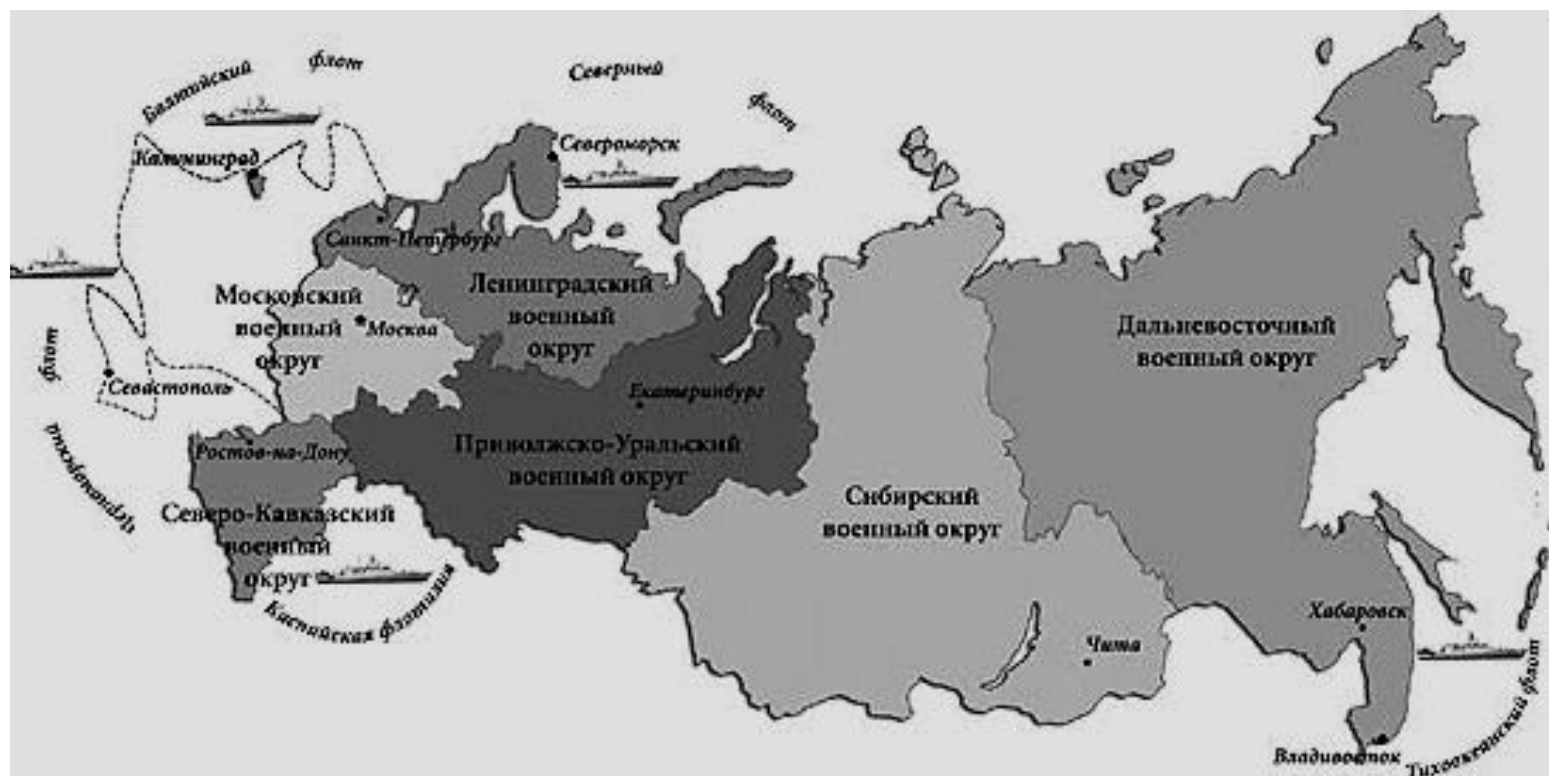 Балтийский флот
Северный флот
Калининград
Североморск
Санкт-Петербург
Ленинградский
военный
округ
Московский
военный
округ
Москва
Дальневосточный
военный округ
Черноморский флот
Севастополь
Екатеринбург
Ростов-на-Дону
Приволжско-Уральский
военный округ
Сибирский
военный округ
Северо-Кавказский
военный
округ
Каспийская флотилия
Хабаровск
Чита
Владивосток
Тихоокеанский флот